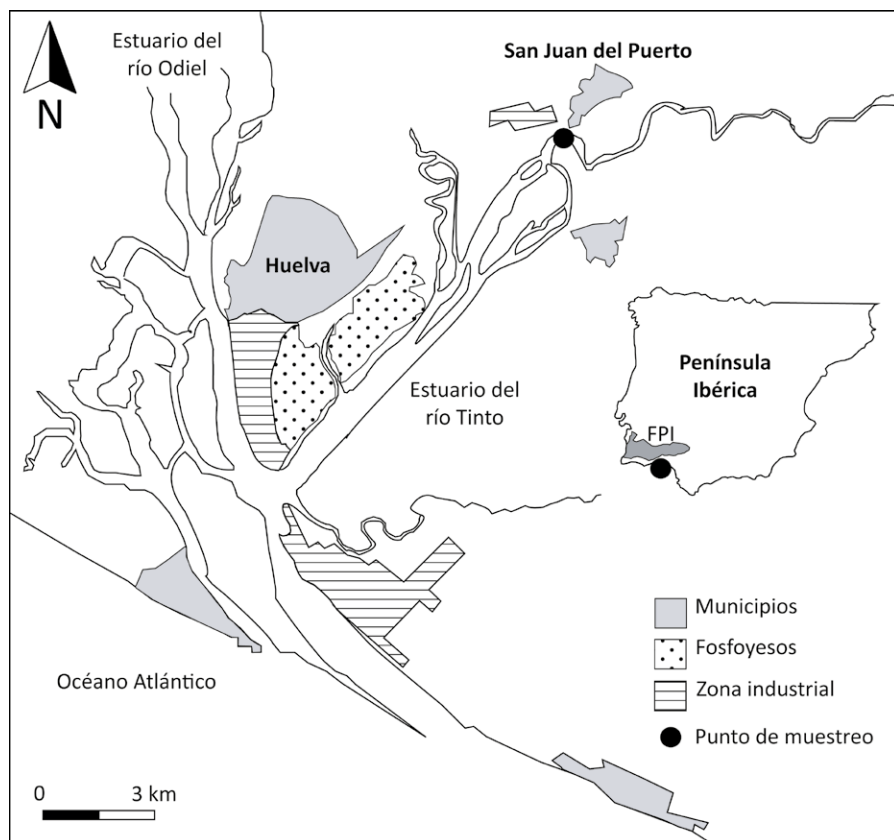 Estuario del
río Odiel
San Juan del Puerto
N
Huelva
Estuario del
río Tinto
Península
Ibérica
FPI
Municipios
Fosfoyesos
Zona industrial
Punto de muestreo
Océano Atlántico
0 3 km